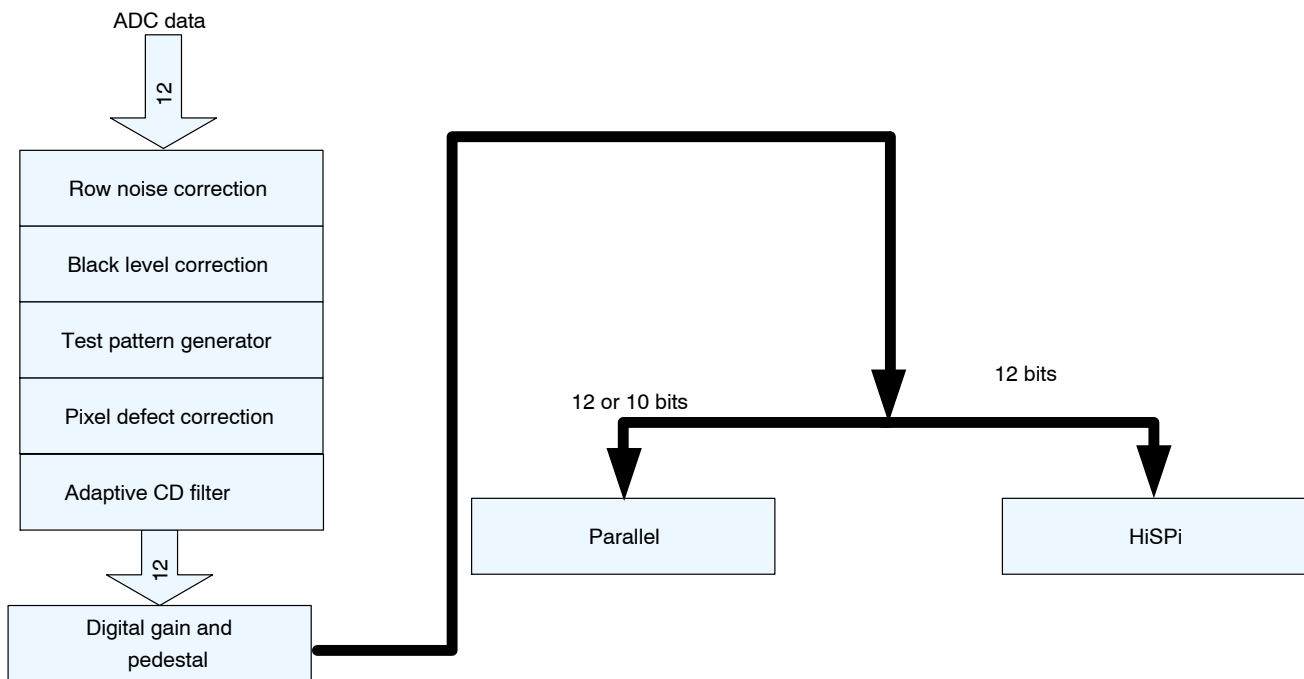 ADC data
12
Row noise correction
Black level correction
Test pattern generator
Pixel defect correction
Adaptive CD filter
12
Digital gain and
pedestal
12 or 10 bits
12 bits
Parallel
HiSPi